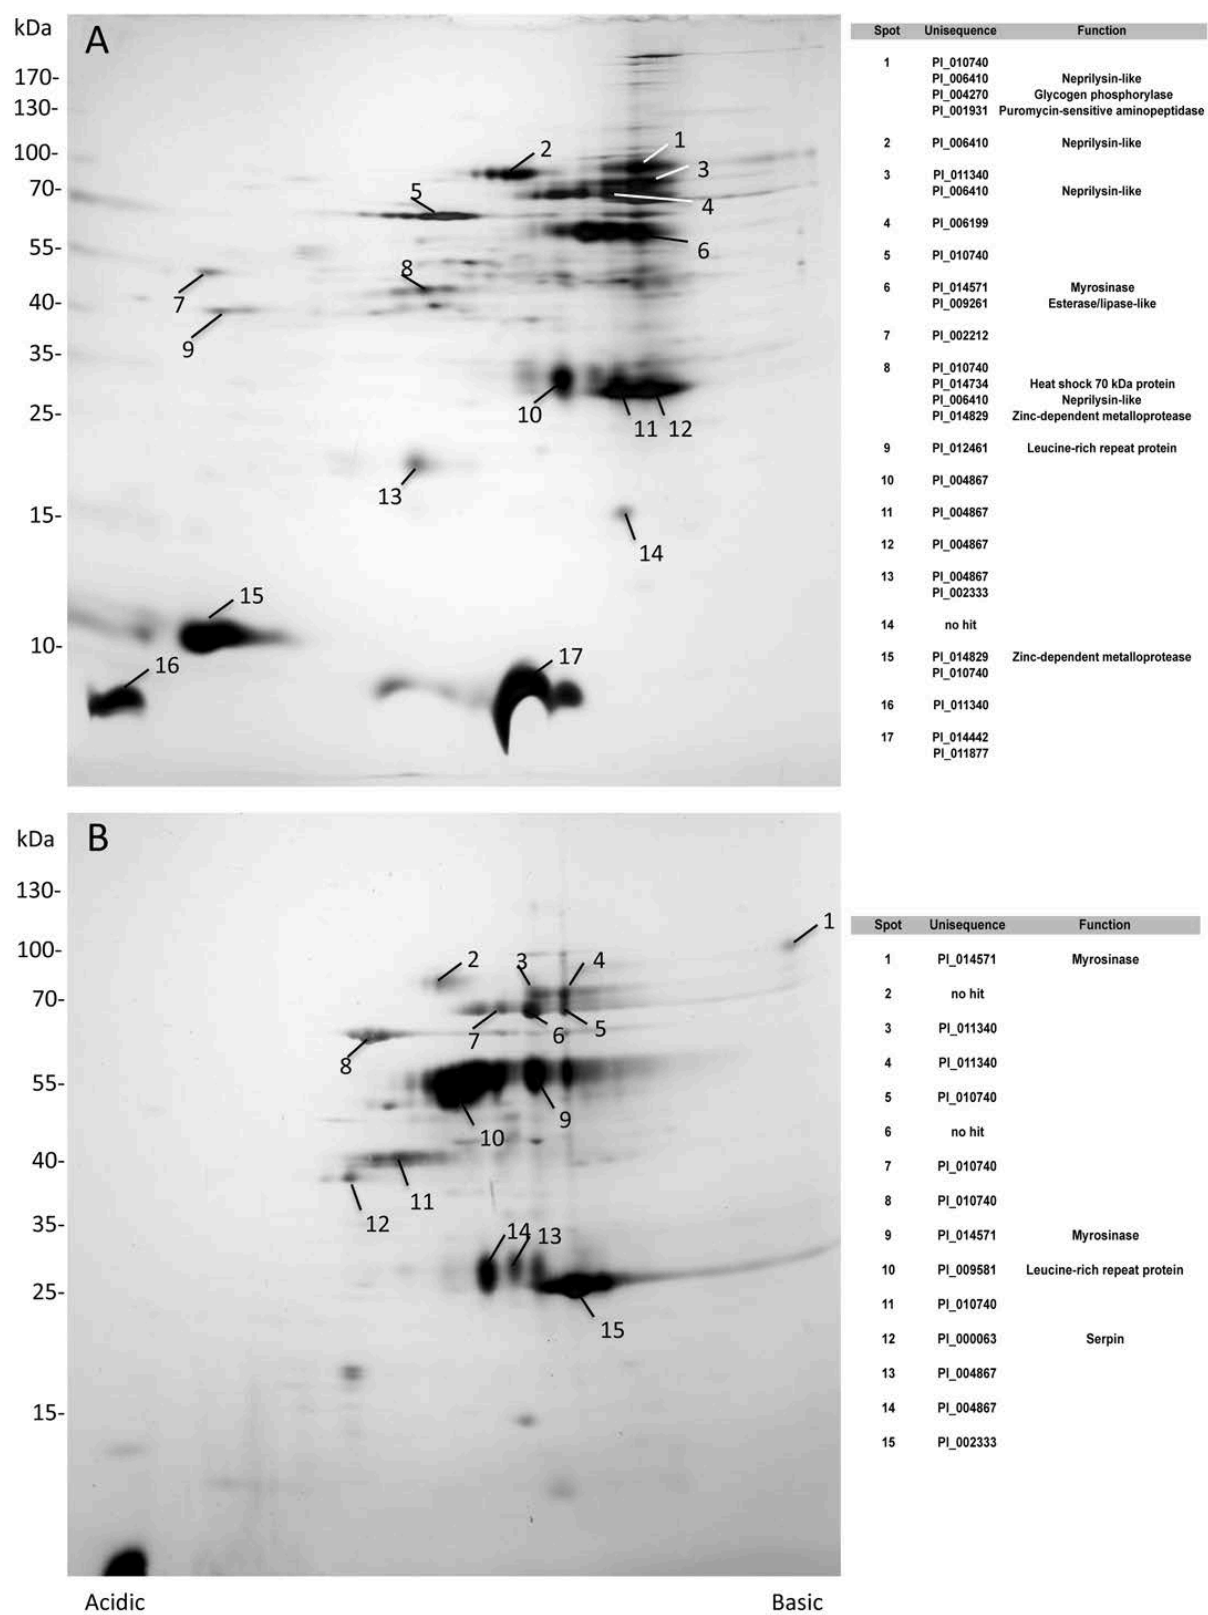 kDa
A
170-
130-
100-
70-
55-
40-
35-
25-
15-
10-
1
2
3
4
5
6
7
8
9
10
11
12
13
14
15
16
17
Spot Unisequence Function
1 PI_010740
PI_006410 Neprilysin-like
PI_004270 Glycogen phosphorylase
PI_001931 Puromycin-sensitive aminopeptidase
2 PI_006410 Neprilysin-like
3 PI_011340
PI_006410 Neprilysin-like
4 PI_006199
5 PI_010740
6 PI_014571 Myrosinase
PI_009261 Esterase/lipase-like
7 PI_002212
8 PI_010740
PI_014734 Heat shock 70 kDa protein
PI_006410 Neprilysin-like
PI_014829 Zinc-dependent metalloprotease
9 PI_012461 Leucine-rich repeat protein
10 PI_004867
11 PI_004867
12 PI_004867
13 PI_004867
PI_002333
14 no hit
15 PI_014829 Zinc-dependent metalloprotease
PI_010740
16 PI_011340
17 PI_014442
PI_011877
kDa
B
130-
100-
70-
55-
40-
35-
25-
15-
1
2
3
4
5
6
7
8
9
10
11
12
14
13
15
Acidic
Basic
Spot Unisequence Function
1 PI_014571 Myrosinase
2 no hit
3 PI_011340
4 PI_011340
5 PI_010740
6 no hit
7 PI_010740
8 PI_010740
9 PI_014571 Myrosinase
10 PI_009581 Leucine-rich repeat protein
11 PI_010740
12 PI_000063 Serpin
13 PI_004867
14 PI_004867
15 PI_002333